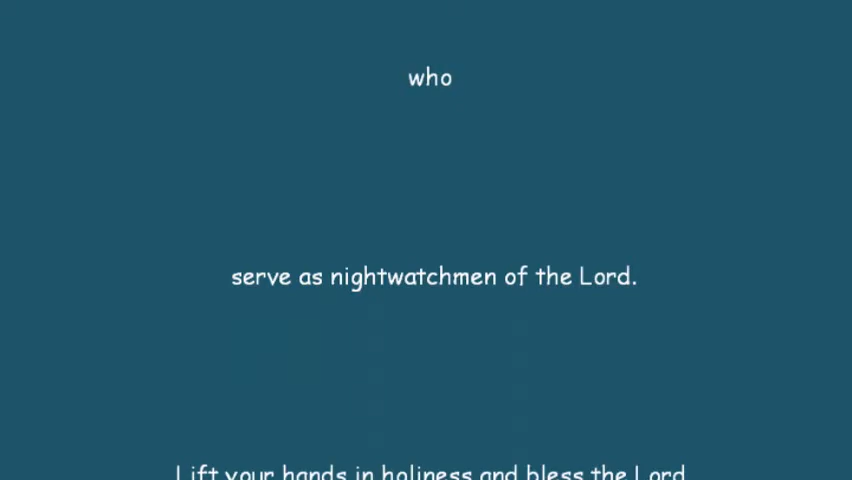 who
serve as nightwatchmen of the Lord.
Lift your hands in holiness and bless the Lord